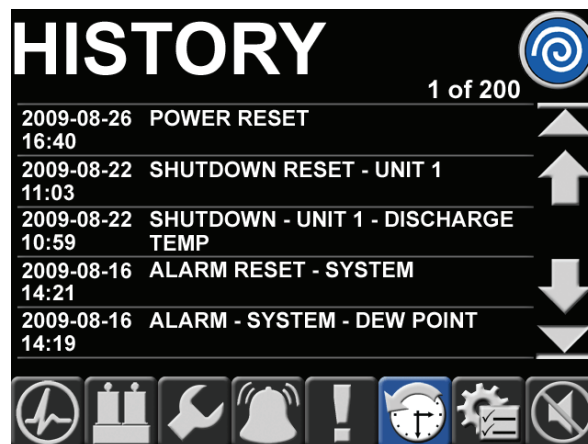 HISTORY
1 of 200
2009-08-26 POWER RESET
16:40
2009-08-22 SHUTDOWN RESET - UNIT 1
11:03
2009-08-22 SHUTDOWN - UNIT 1 - DISCHARGE
10:59 TEMP
2009-08-16 ALARM RESET - SYSTEM
14:21
2009-08-16 ALARM - SYSTEM - DEW POINT
14:19